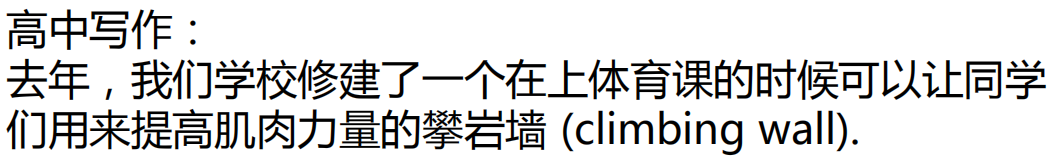 高中写作：
去年，我们学校修建了一个在上体育课的时候可以让同学
们用来提高肌肉力量的攀岩墙 (climbing wall).